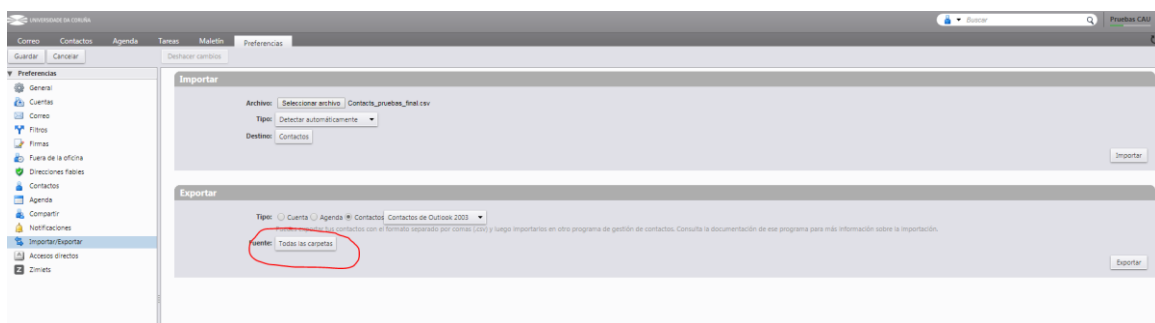 UNIVERSIDADE DA CORUÑA
Buscar
Pruebas CAU
Correo Contactos Agenda Tareas Maletín Preferencias
Guardar Cancelar Deshacer cambios
Preferencias
General
Cuentas
Correo
Filtros
Firmas
Fuera de la oficina
Direcciones fiables
Contactos
Agenda
Compartir
Notificaciones
Importar/Exportar
Accesos directos
Zimlets
Importar
Archivo: Seleccionar archivo Contacts_pruebas_final.csv
Tipo: Detectar automáticamente
Destino: Contactos
Importar
Exportar
Tipo: Cuenta Agenda Contactos Contactos de Outlook 2003
Puedes exportar tus contactos con el formato separado por comas (.csv) y luego importarlos en otro programa de gestión de contactos. Consulta la documentación de ese programa para más información sobre la importación.
Fuente: Todas las carpetas
Exportar